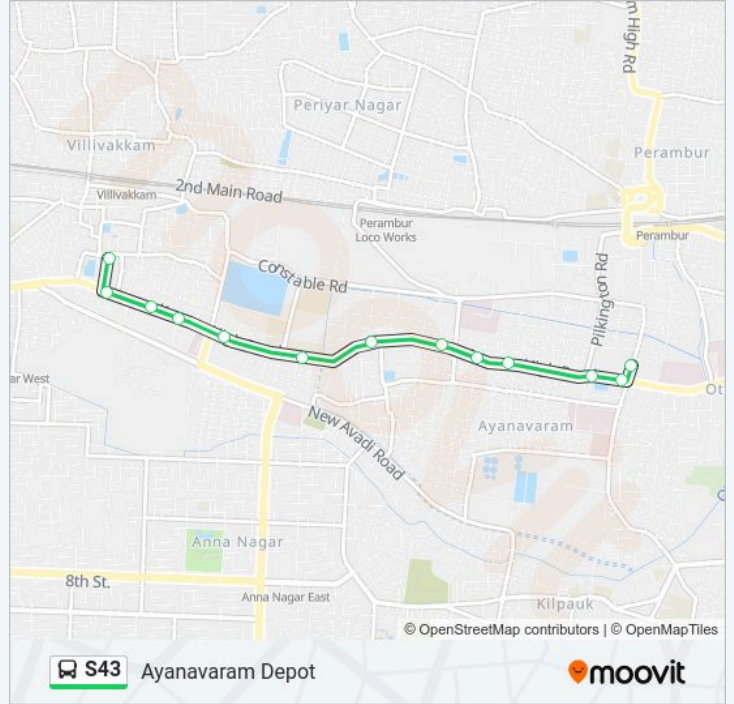 m High Rd
Periyar Nagar
Villivakkam
Perambur
2nd Main Road
Villivakkam
Perambur
Loco Works
Perambur
Constable Rd
Pilkington Rd
ar West
Ot
New Avadi Road
Ayanavaram
Anna Nagar
8th St.
Anna Nagar East
Kilpauk
© OpenStreetMap contributors | © OpenMapTiles
S43 Ayanavaram Depot
moovit